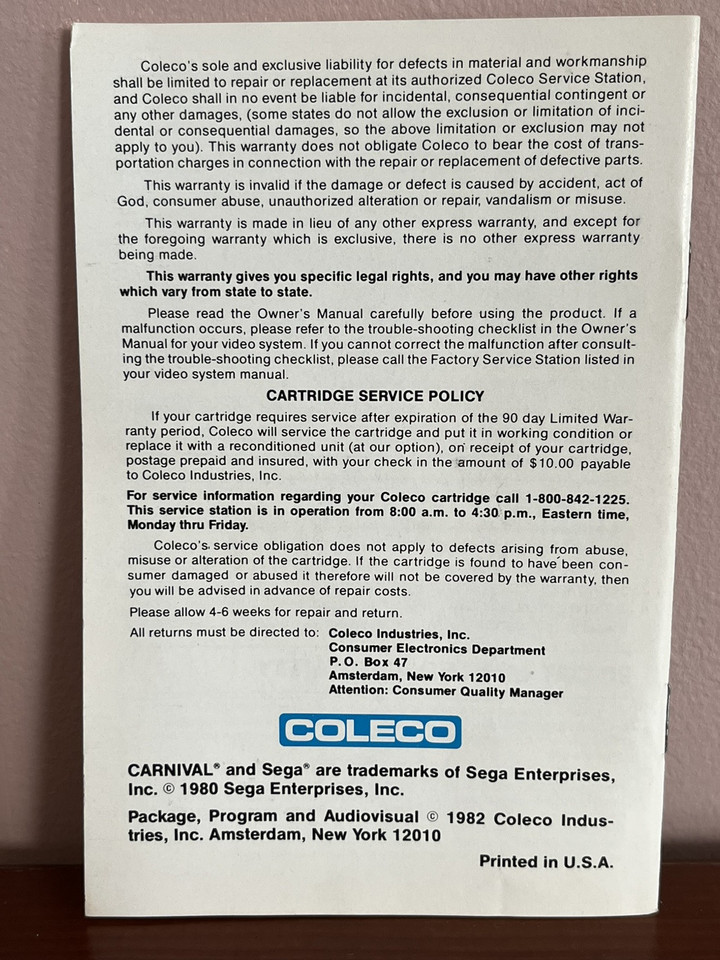 Coleco's sole and exclusive liability for defects in material and workmanship
shall be limited to repair or replacement at its authorized Coleco Service Station,
and Coleco shall in no event be liable for incidental, consequential contingent or
any other damages, (some states do not allow the exclusion or limitation of inci-
dental or consequential damages, so the above limitation or exclusion may not
apply to you). This warranty does not obligate Coleco to bear the cost of trans-
portation charges in connection with the repair or replacement of defective parts.
This warranty is invalid if the damage or defect is caused by accident, act of
God, consumer abuse, unauthorized alteration or repair, vandalism or misuse.
This warranty is made in lieu of any other express warranty, and except for
the foregoing warranty which is exclusive, there is no other express warranty
being made.
This warranty gives you specific legal rights, and you may have other rights
which vary from state to state.
Please read the Owner's Manual carefully before using the product. If a
malfunction occurs, please refer to the trouble-shooting checklist in the Owner's
Manual for your video system. If you cannot correct the malfunction after consult-
ing the trouble-shooting checklist, please call the Factory Service Station listed in
your video system manual.
CARTRIDGE SERVICE POLICY
If your cartridge requires service after expiration of the 90 day Limited War-
ranty period, Coleco will service the cartridge and put it in working condition or
replace it with a reconditioned unit (at our option), on receipt of your cartridge,
postage prepaid and insured, with your check in the amount of $10.00 payable
to Coleco Industries, Inc.
For service information regarding your Coleco cartridge call 1-800-842-1225.
This service station is in operation from 8:00 a.m. to 4:30 p.m., Eastern time,
Monday thru Friday.
Coleco's service obligation does not apply to defects arising from abuse,
misuse or alteration of the cartridge. If the cartridge is found to have been con-
sumer damaged or abused it therefore will not be covered by the warranty, then
you will be advised in advance of repair costs.
Please allow 4-6 weeks for repair and return.
All returns must be directed to: Coleco Industries, Inc.
Consumer Electronics Department
P.O. Box 47
Amsterdam, New York 12010
Attention: Consumer Quality Manager
COLECO
CARNIVAL® and Sega® are trademarks of Sega Enterprises,
Inc. © 1980 Sega Enterprises, Inc.
Package, Program and Audiovisual © 1982 Coleco Indus-
tries, Inc. Amsterdam, New York 12010
Printed in U.S.A.